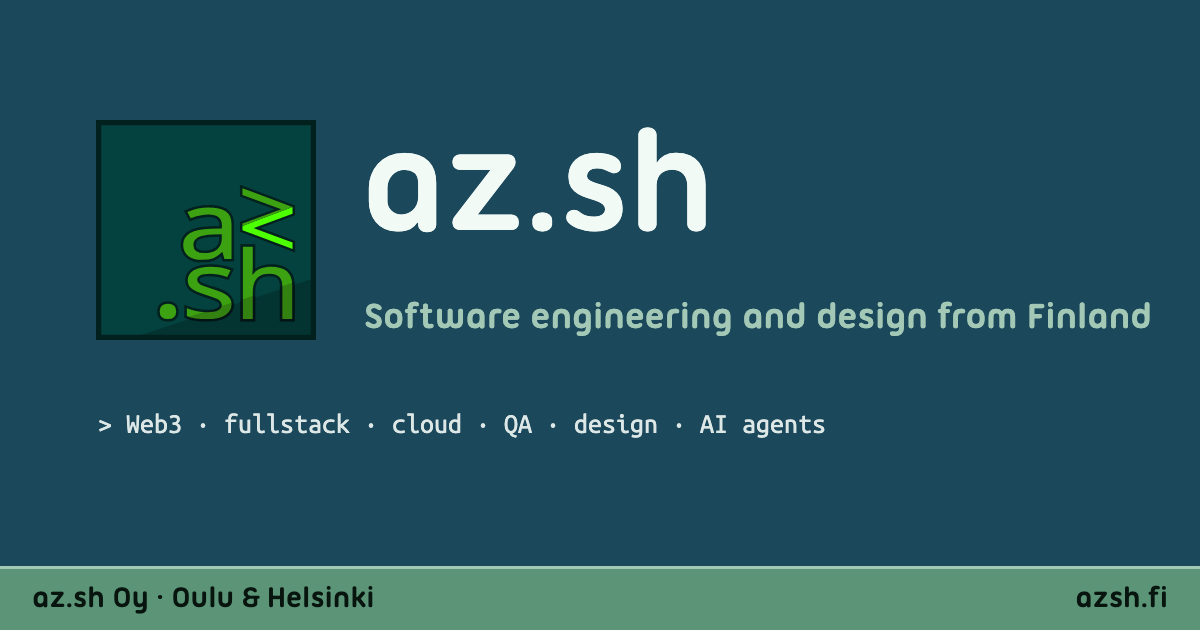 az
.sh
az.sh
Software engineering and design from Finland
> Web3 · fullstack · cloud · QA · design · AI agents
az.sh Oy · Oulu & Helsinki
azsh.fi